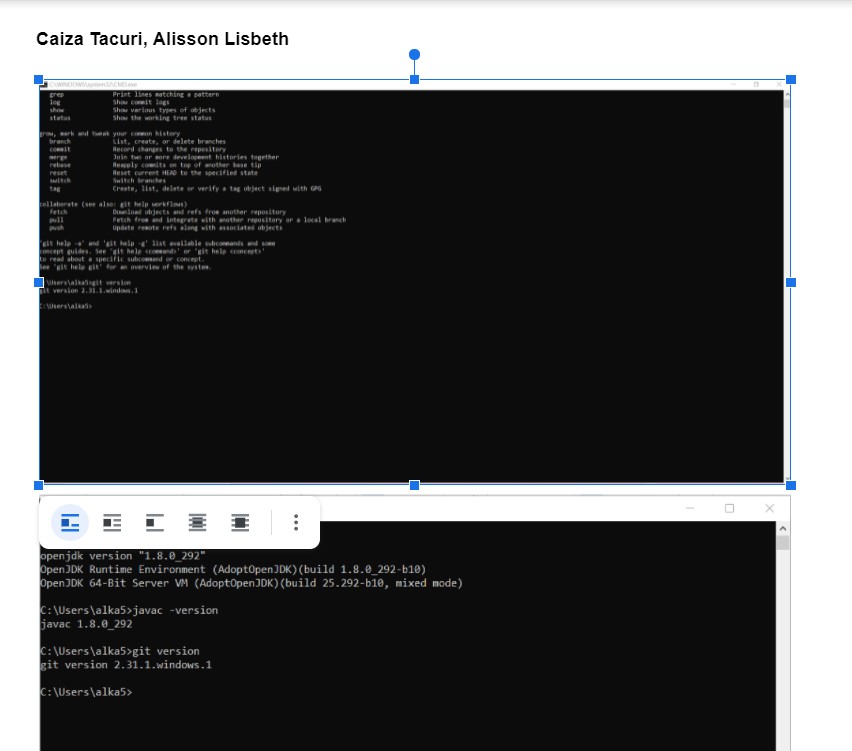 Caiza Tacuri, Alisson Lisbeth
C:\WINDOWS\system32\CMD.exe
grep Print lines matching a pattern
log Show commit logs
show Show various types of objects
status Show the working tree status
grow, mark and tweak your common history
branch List, create, or delete branches
commit Record changes to the repository
merge Join two or more development histories together
rebase Reapply commits on top of another base tip
reset Reset current HEAD to the specified state
switch Switch branches
tag Create, list, delete or verify a tag object signed with GPG
collaborate (see also: git help workflows)
fetch Download objects and refs from another repository
pull Fetch from and integrate with another repository or a local branch
push Update remote refs along with associated objects
'git help -a' and 'git help -g' list available subcommands and some
concept guides. See 'git help <command>' or 'git help <concept>'
to read about a specific subcommand or concept.
See 'git help git' for an overview of the system.
\Users\alka5>git version
git version 2.31.1.windows.1
C:\Users\alka5>
openjdk version "1.8.0_292"
OpenJDK Runtime Environment (AdoptOpenJDK)(build 1.8.0_292-b10)
OpenJDK 64-Bit Server VM (AdoptOpenJDK)(build 25.292-b10, mixed mode)
C:\Users\alka5>javac -version
javac 1.8.0_292
C:\Users\alka5>git version
git version 2.31.1.windows.1
C:\Users\alka5>